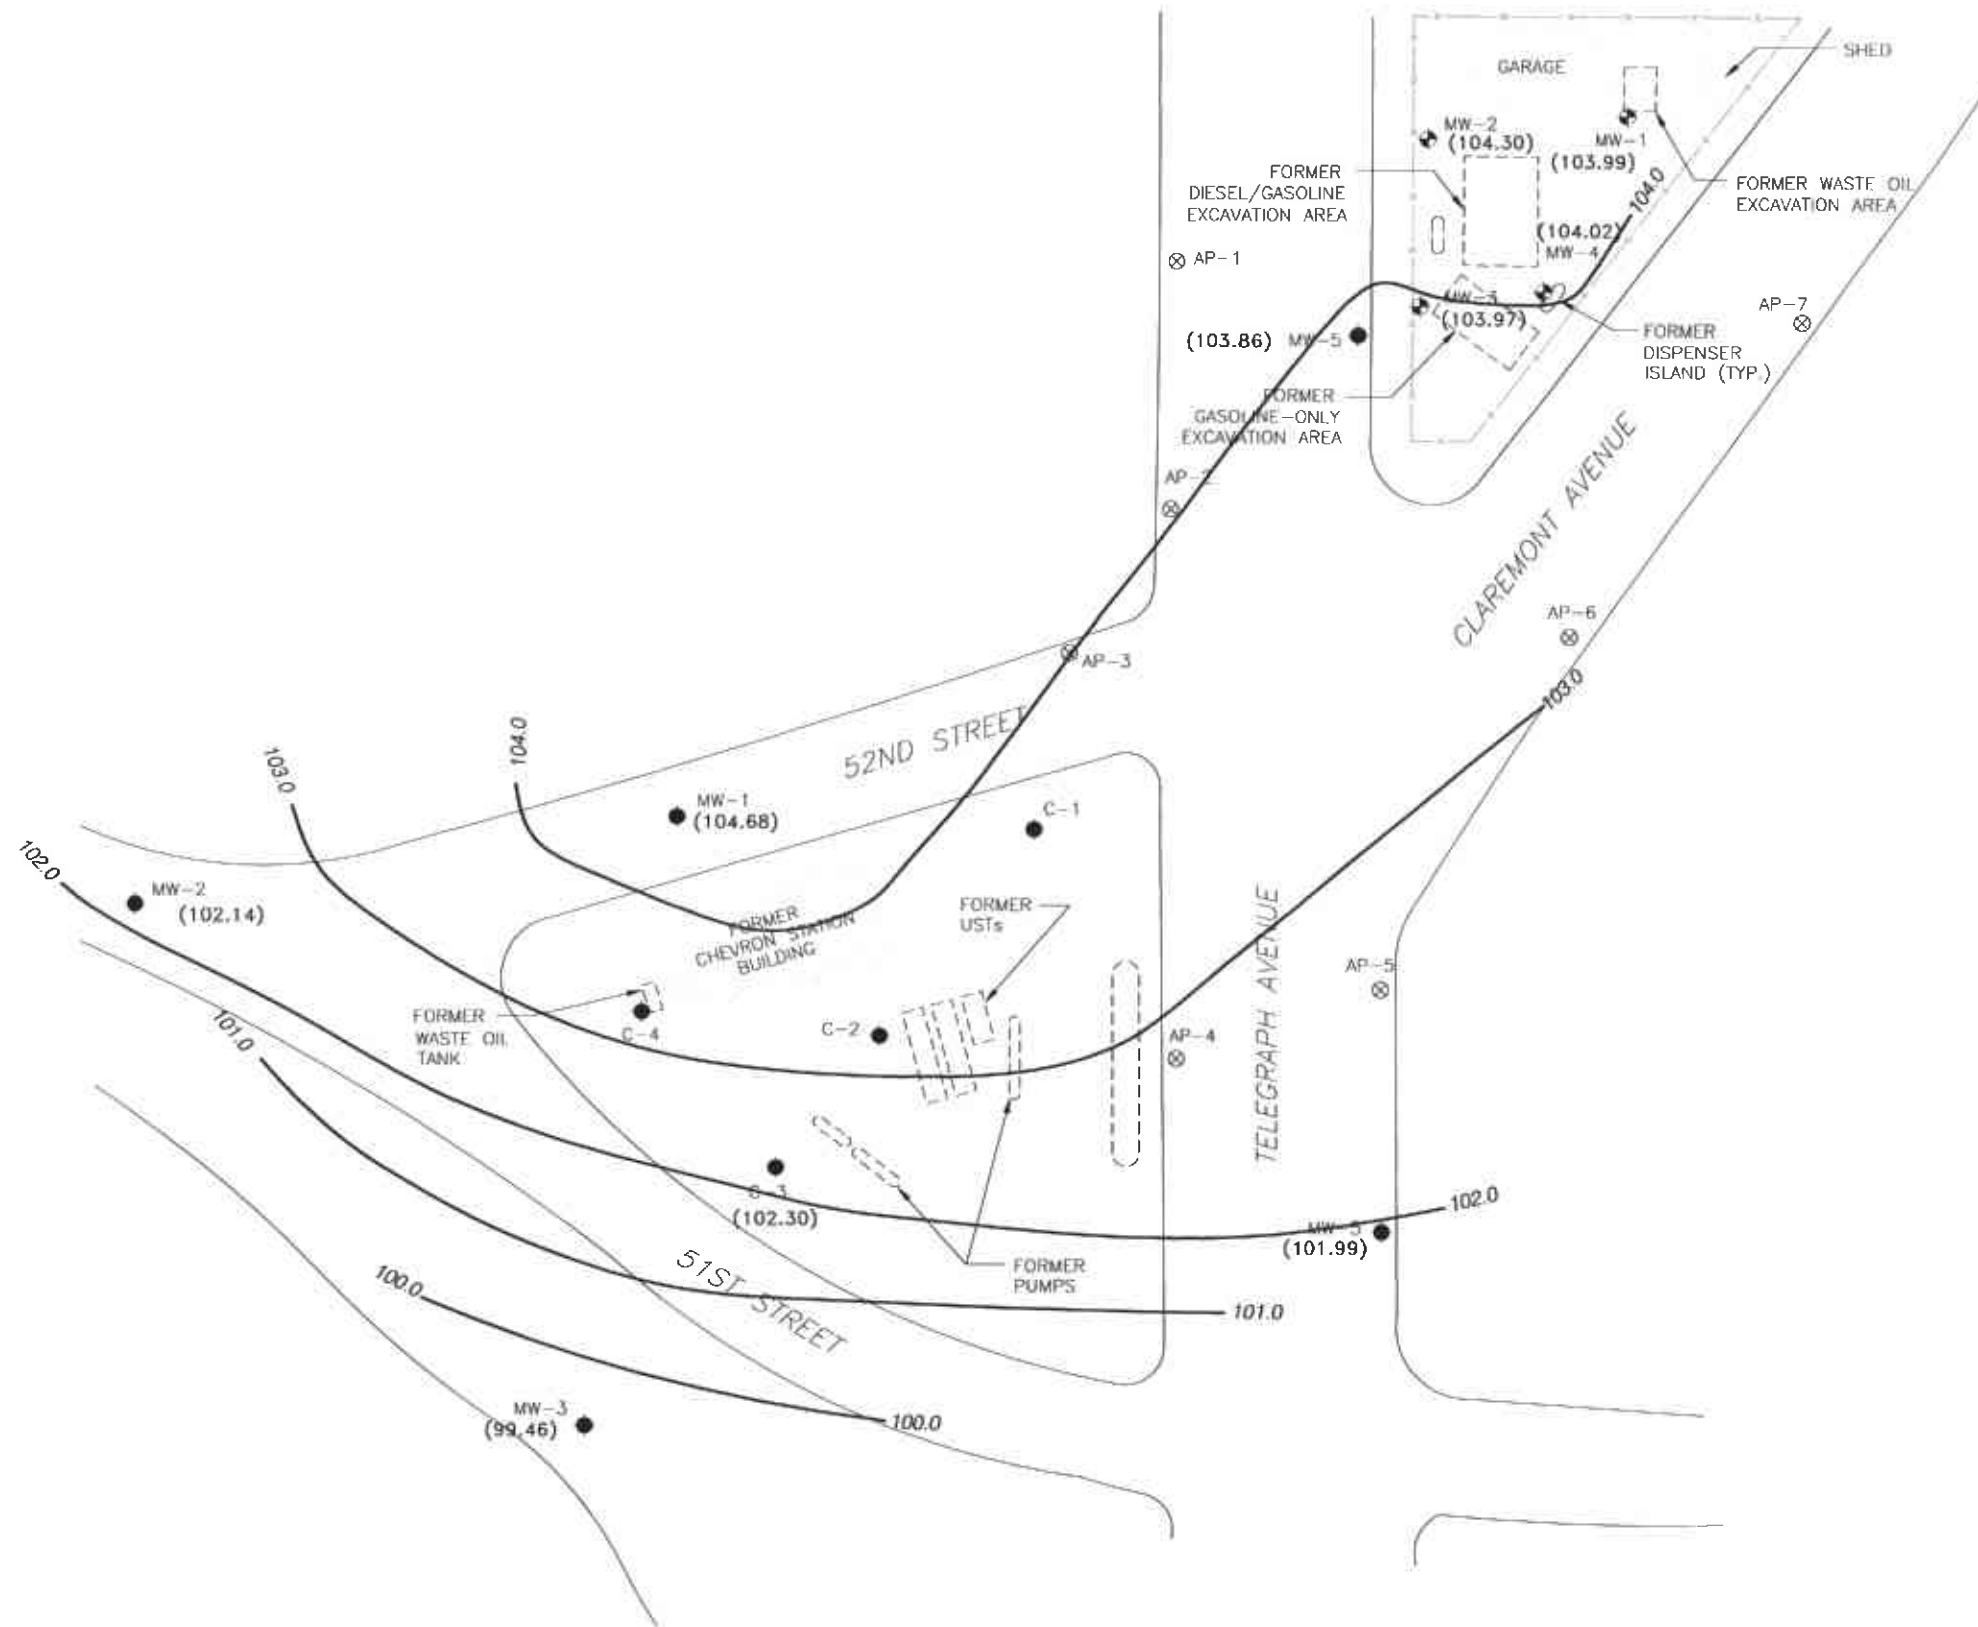 SHED
GARAGE
MW-2
(104.30)
MW-1
(103.99)
FORMER
DIESEL/GASOLINE
EXCAVATION AREA
104.0
FORMER WASTE OIL
EXCAVATION AREA
(104.02)
MW-4
AP-1
MW-3
(103.97)
AP-7
(103.86) MW-5
FORMER
DISPENSER
ISLAND (TYP.)
FORMER
GASOLINE-ONLY
EXCAVATION AREA
AP-2
CLAREMONT AVENUE
AP-6
AP-3
103.0
52ND STREET
104.0
103.0
MW-1
(104.68)
C-1
102.0
MW-2
(102.14)
FORMER
USTs
FORMER
CHEVRON STATION
BUILDING
TELEGRAPH AVENUE
AP-5
FORMER
WASTE OIL
TANK
C-4
C-2
AP-4
101.0
C-3
(102.30)
102.0
MW-5
(101.99)
51ST STREET
FORMER
PUMPS
100.0
101.0
MW-3
(99.46)
100.0